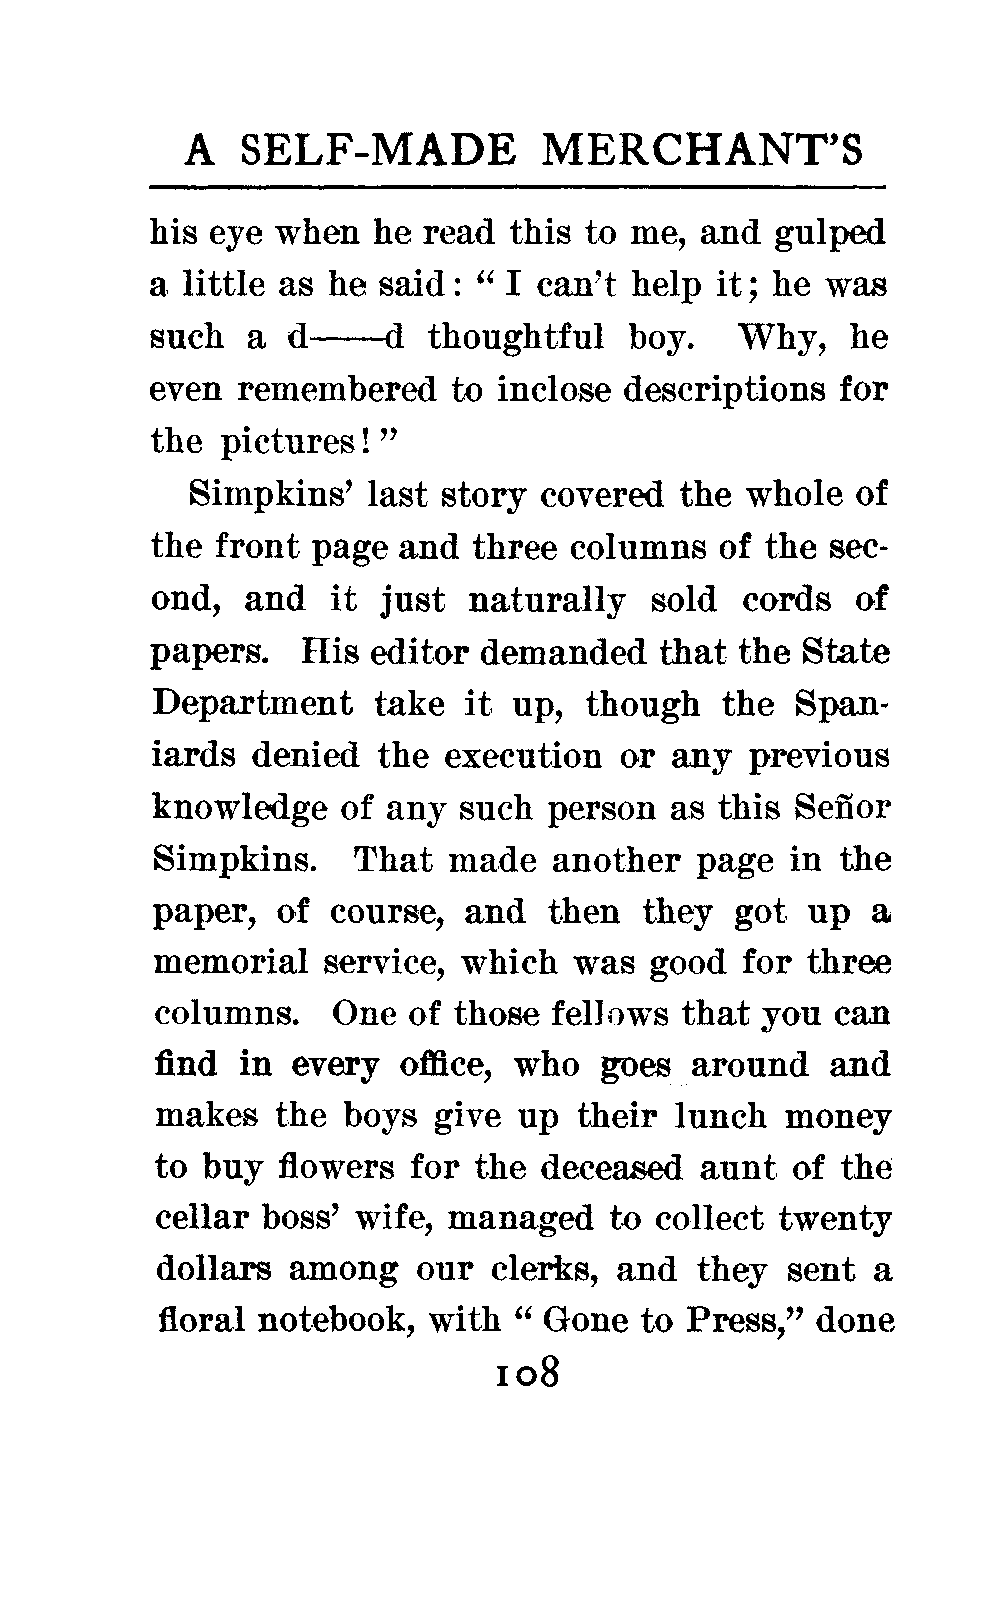 A SELF-MADE MERCHANT'S
his eye when he read this to me, and gulped
a little as he said: “ I can't help it; he was
such a d——d thoughtful boy. Why, he
even remembered to inclose descriptions for
the pictures! ”
Simpkins' last story covered the whole of
the front page and three columns of the sec-
ond, and it just naturally sold cords of
papers. His editor demanded that the State
Department take it up, though the Span-
iards denied the execution or any previous
knowledge of any such person as this Señor
Simpkins. That made another page in the
paper, of course, and then they got up a
memorial service, which was good for three
columns. One of those fellows that you can
find in every office, who goes around and
makes the boys give up their lunch money
to buy flowers for the deceased aunt of the
cellar boss' wife, managed to collect twenty
dollars among our clerks, and they sent a
floral notebook, with “ Gone to Press,” done
108